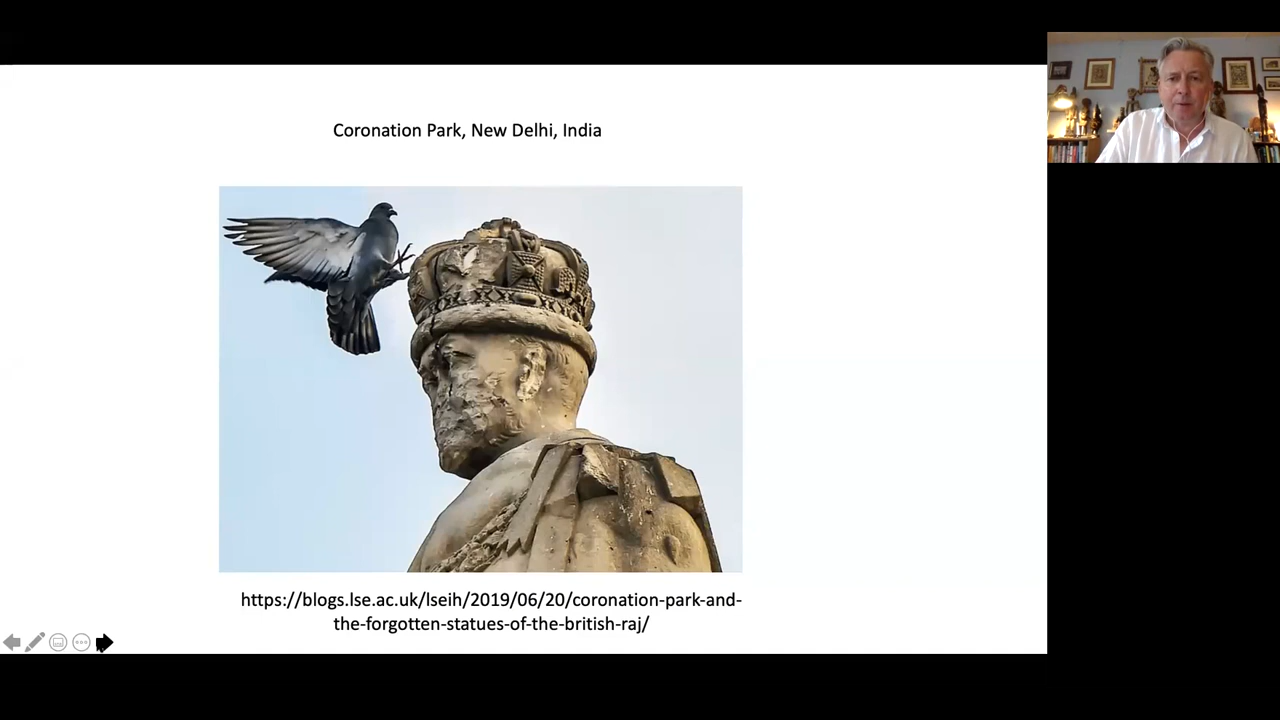 Coronation Park, New Delhi, India
https://blogs.lse.ac.uk/lseih/2019/06/20/coronation-park-and-
the-forgotten-statues-of-the-british-raj/